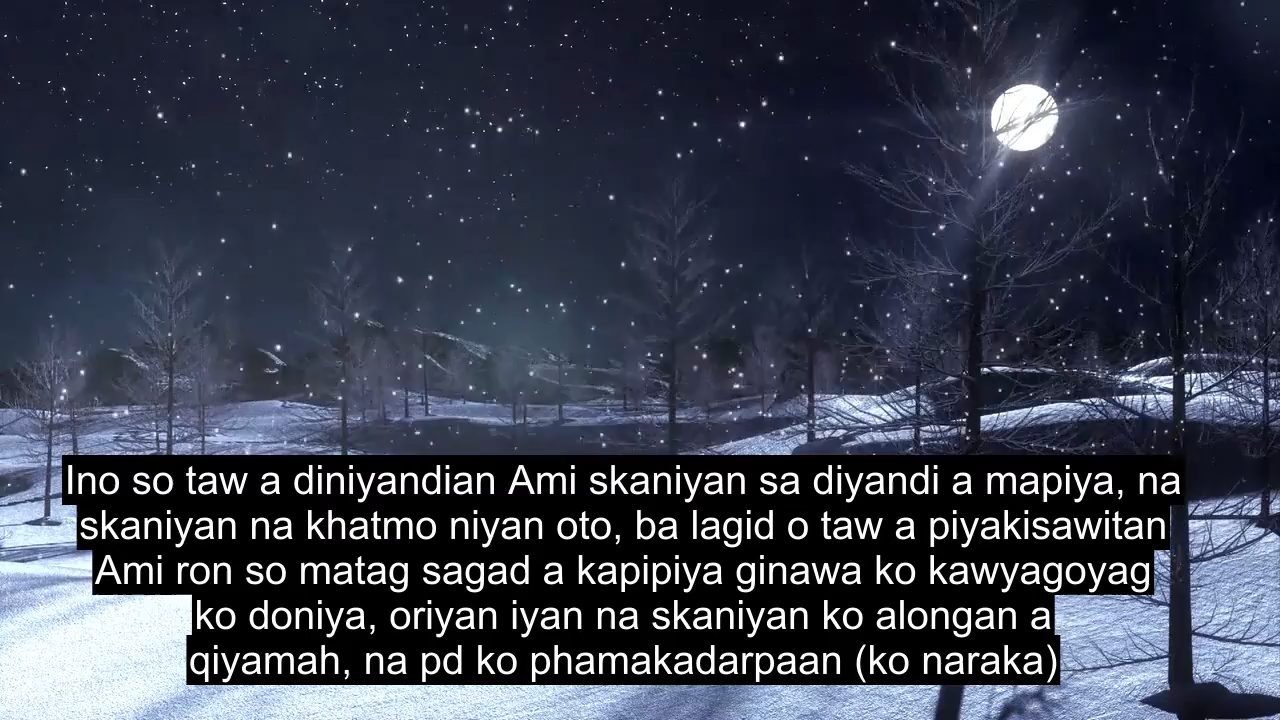 Ino so taw a diniyandian Ami skaniyan sa diyandi a mapiya, na
skaniyan na khatmo niyan oto, ba lagid o taw a piyakisawitan
Ami ron so matag sagad a kapipiya ginawa ko kawyagoyag
ko doniya, oriyan iyan na skaniyan ko alongan a
qiyamah, na pd ko phamakadarpaan (ko naraka)